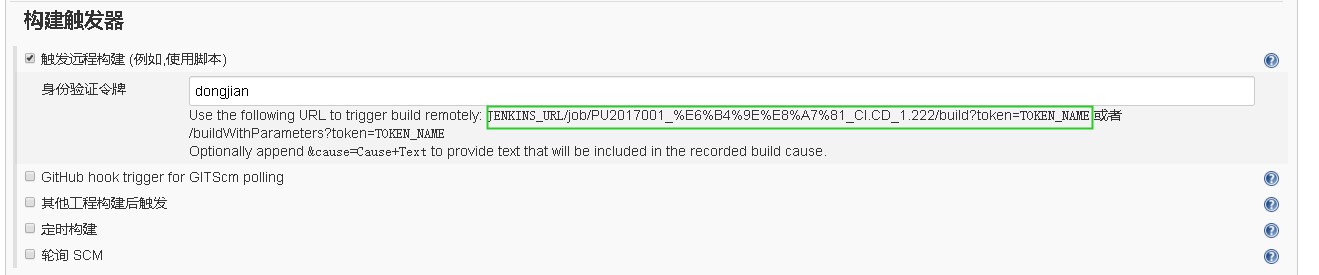 构建触发器
触发远程构建 (例如,使用脚本)
身份验证令牌
dongjian
Use the following URL to trigger build remotely: JENKINS_URL/job/PU2017001_%E6%B4%9E%E8%A7%81_CI.CD_1.222/build?token=TOKEN_NAME 或者
/buildWithParameters?token=TOKEN_NAME
Optionally append &cause=Cause+Text to provide text that will be included in the recorded build cause.
GitHub hook trigger for GITScm polling
其他工程构建后触发
定时构建
轮询 SCM